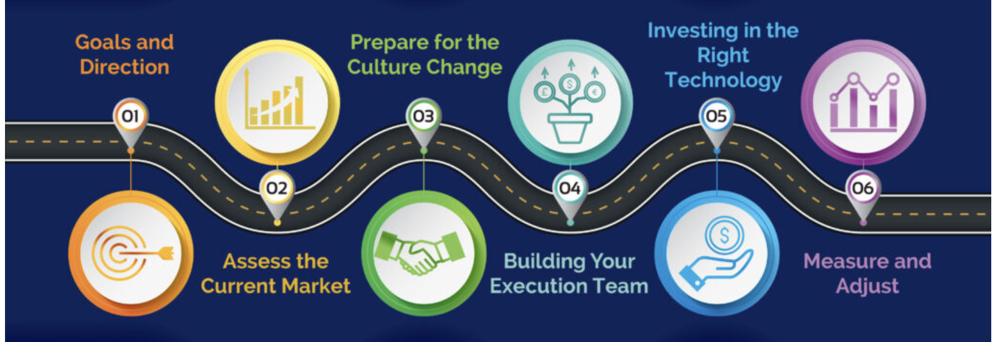 01
Goals and
Direction
02
Assess the
Current Market
03
Prepare for the
Culture Change
04
Building Your
Execution Team
£
$
€
05
Investing in the
Right
Technology
$
06
Measure and
Adjust